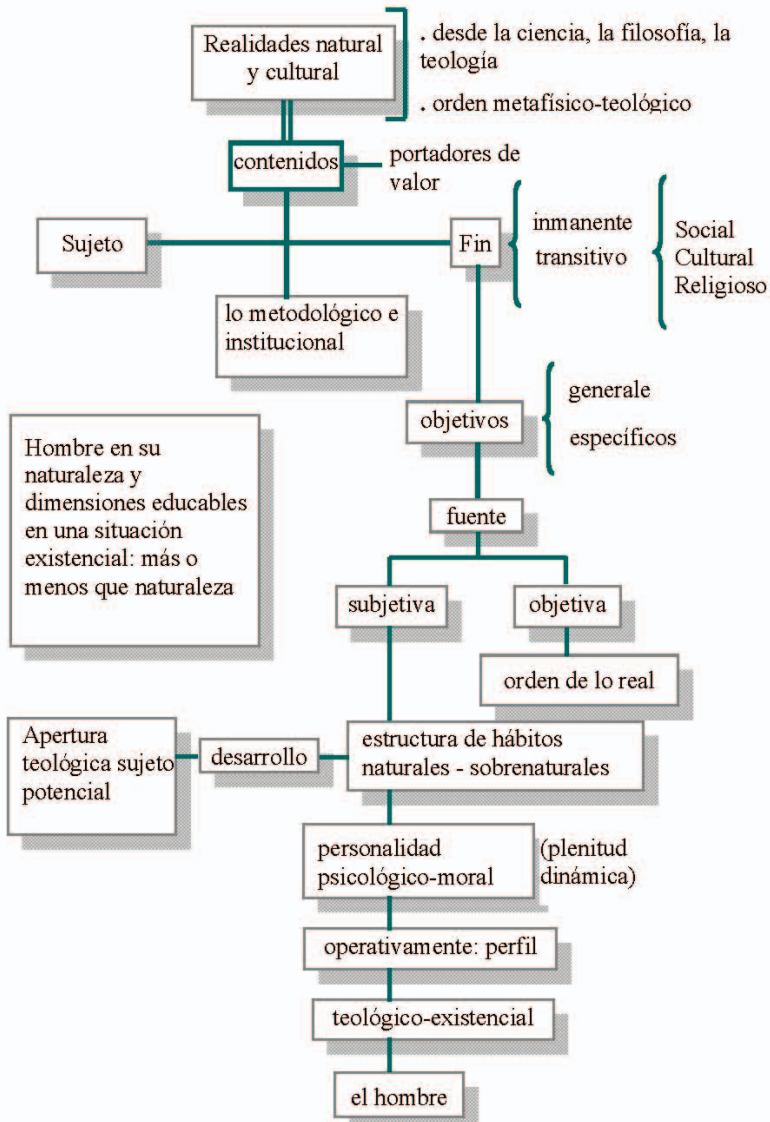 Realidades natural
y cultural
. desde la ciencia, la filosofía, la
teología
. orden metafísico-teológico
contenidos
portadores de
valor
Sujeto
Fin
inmanente
transitivo
Social
Cultural
Religioso
lo metodológico e
institucional
objetivos
generale
específicos
Hombre en su
naturaleza y
dimensiones educables
en una situación
existencial: más o
menos que naturaleza
fuente
subjetiva
objetiva
orden de lo real
Apertura
teológica sujeto
potencial
desarrollo
estructura de hábitos
naturales - sobrenaturales
personalidad
psicológico-moral
(plenitud
dinámica)
operativamente: perfil
teológico-existencial
el hombre